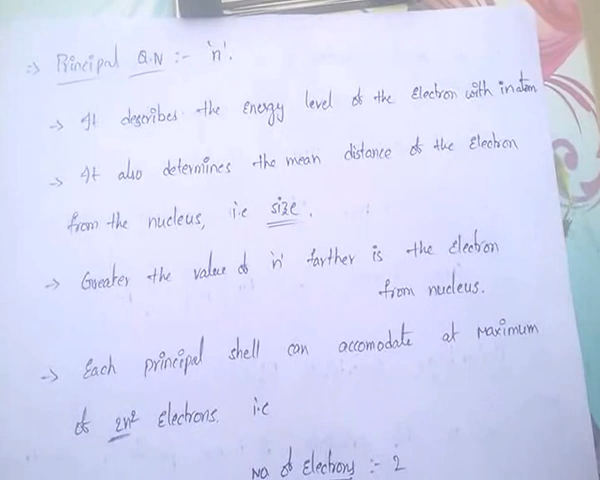 => Principal Q.N :- 'n'.
-> It describes the energy level of the electron with in atom
-> It also determines the mean distance of the electron
from the nucleus, i.e size.
-> Greater the value of 'n' farther is the electron
from nucleus.
-> Each principal shell can accomodate at maximum
of 2n² electrons. i.e
No of electrons :- 2